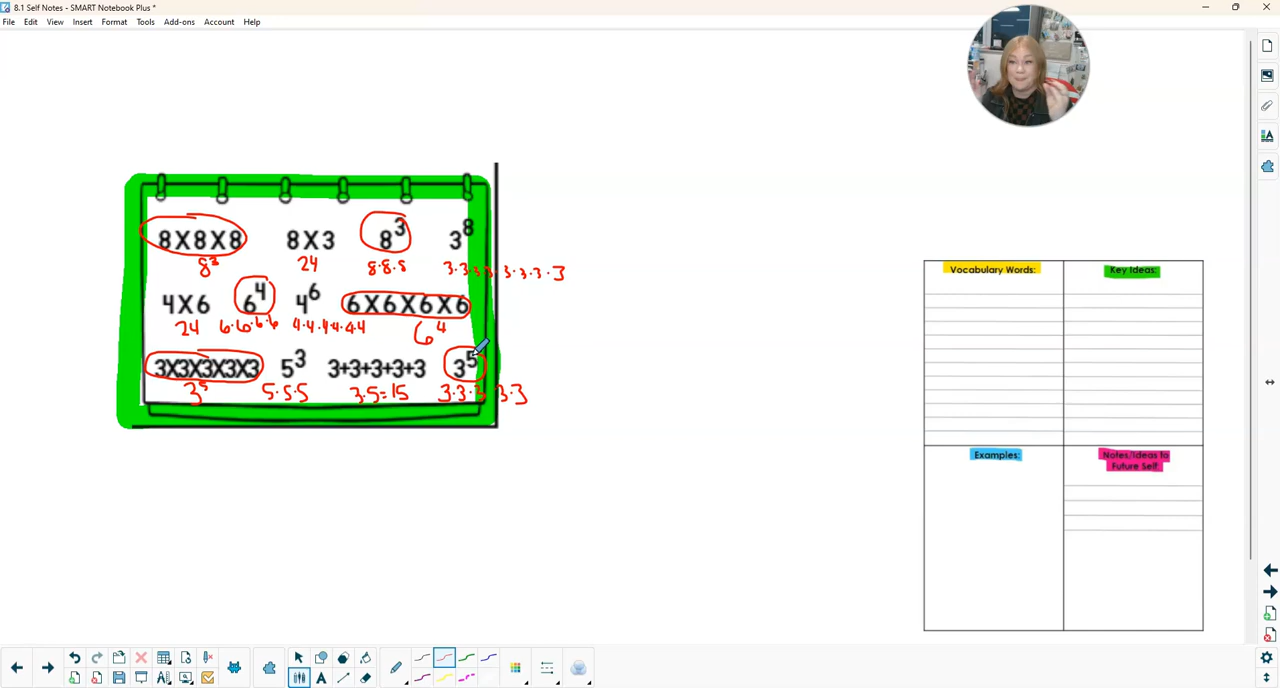 8.1 Self Notes - SMART Notebook Plus *
File Edit View Insert Format Tools Add-ons Account Help
8X8X8 8X3 8³ 3⁸
8³ 24 8·8·8 3·3·3·3·3·3·3·3
4X6 6⁴ 4⁶ 6X6X6X6
24 6·6·6·6 4·4·4·4·4·4 6⁴
3X3X3X3X3 5³ 3+3+3+3+3 3⁵
3⁵ 5·5·5 3·5=15 3·3·3·3·3
Vocabulary Words: Key Ideas:
Examples: Notes/Ideas to
Future Self: